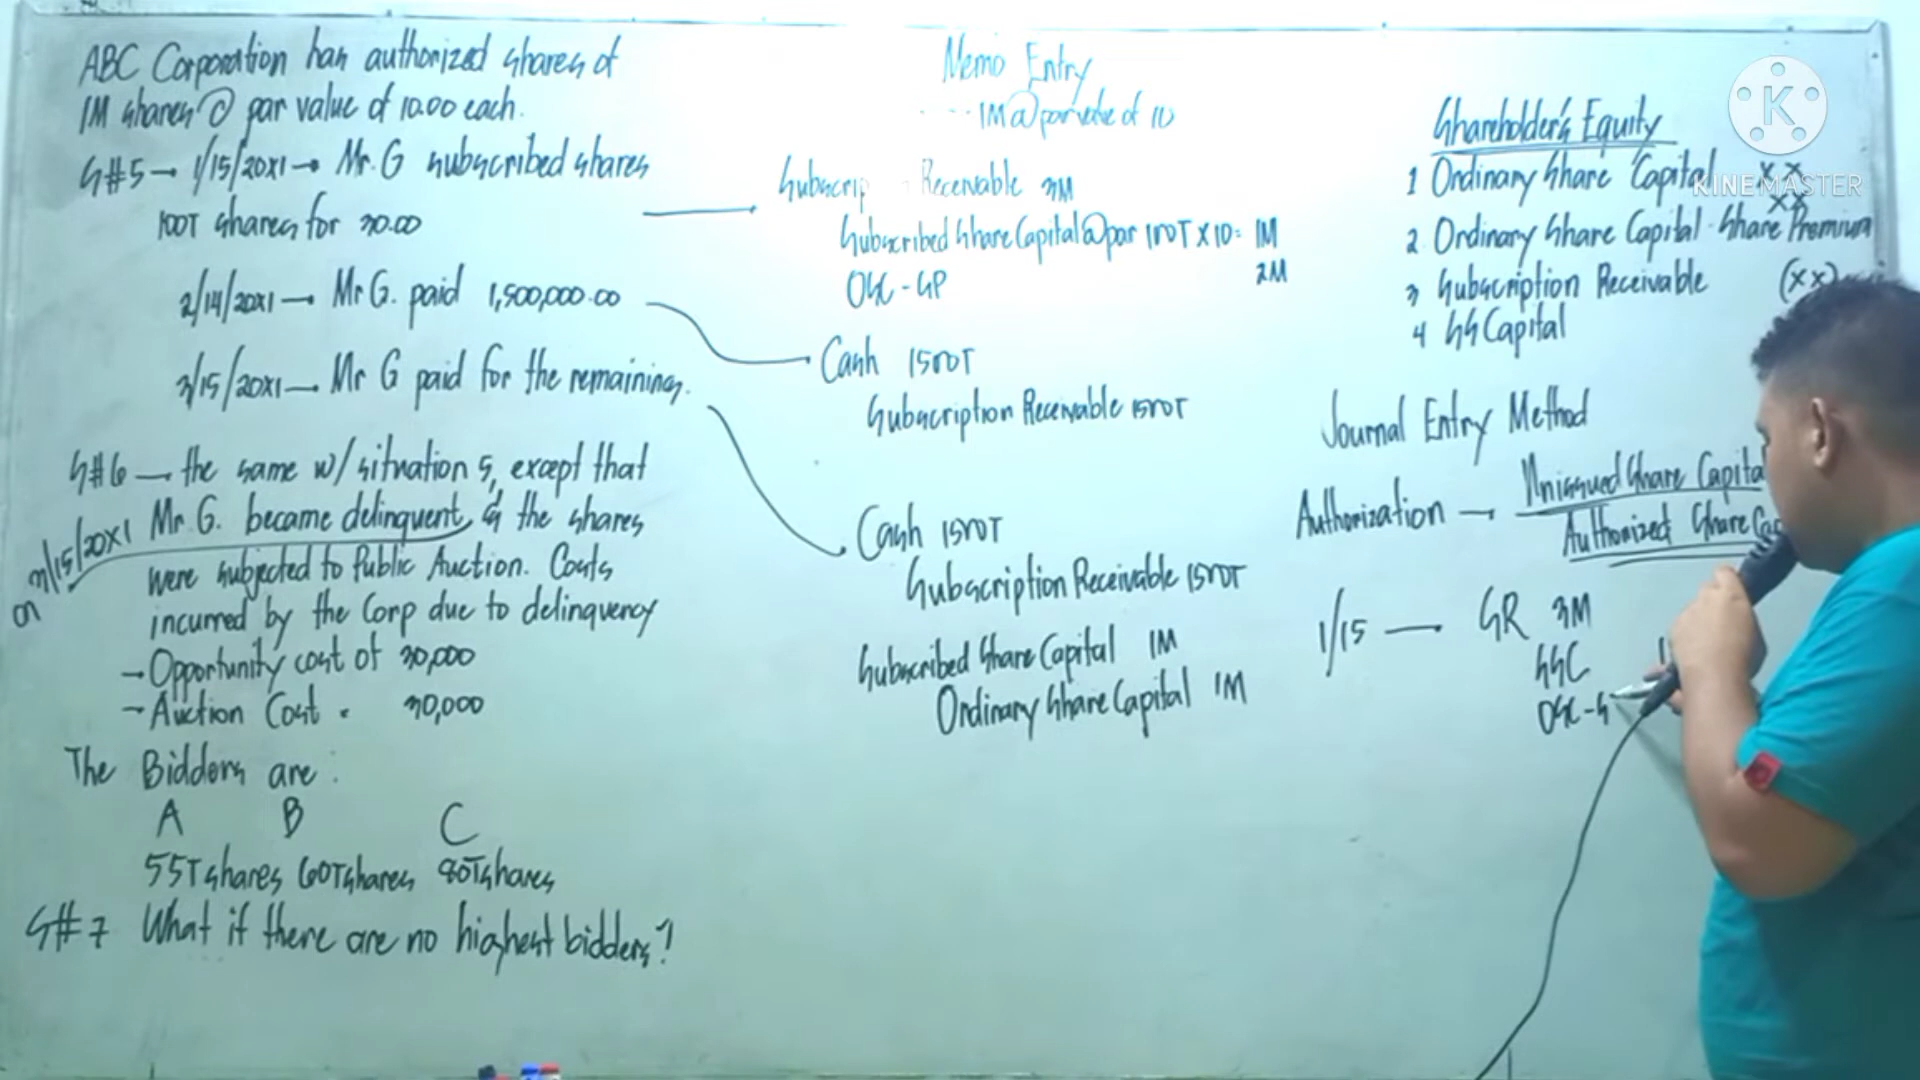 ABC Corporation has authorized shares of
1M shares @ par value of 10.00 each.
S#5 → 1/15/20X1 → Mr. G subscribed shares
100T shares for 30.00
2/14/20X1 → Mr G. paid 1,500,000.00
3/15/20X1 → Mr G paid for the remaining.
S#6 → the same w/ situation 5, except that
on 3/15/20X1 Mr. G. became delinquent, & the shares
were subjected to Public Auction. Costs
incurred by the Corp due to delinquency
- Opportunity cost of 30,000
- Auction Cost = 30,000
The Bidders are :
A B C
55T shares 60T shares 80T shares
S#7 What if there are no highest bidders?
Memo Entry
- - - - 1M @ par value of 10
Subscrip Receivable 3M
Subscribed Share Capital @ par 100T X 10 = 1M
OSC - SP 2M
Cash 1500T
Subscription Receivable 1500T
Cash 1500T
Subscription Receivable 1500T
Subscribed Share Capital 1M
Ordinary Share Capital 1M
Shareholder's Equity
1 Ordinary Share Capital XX
XX
2 Ordinary Share Capital - Share Premium
3 Subscription Receivable (XX)
4 SS Capital
Journal Entry Method
Authorization → Unissued Share Capita
Authorized Share Ca
1/15 — SR 3M
SSC 1
OSC - S
K
KINEMASTER